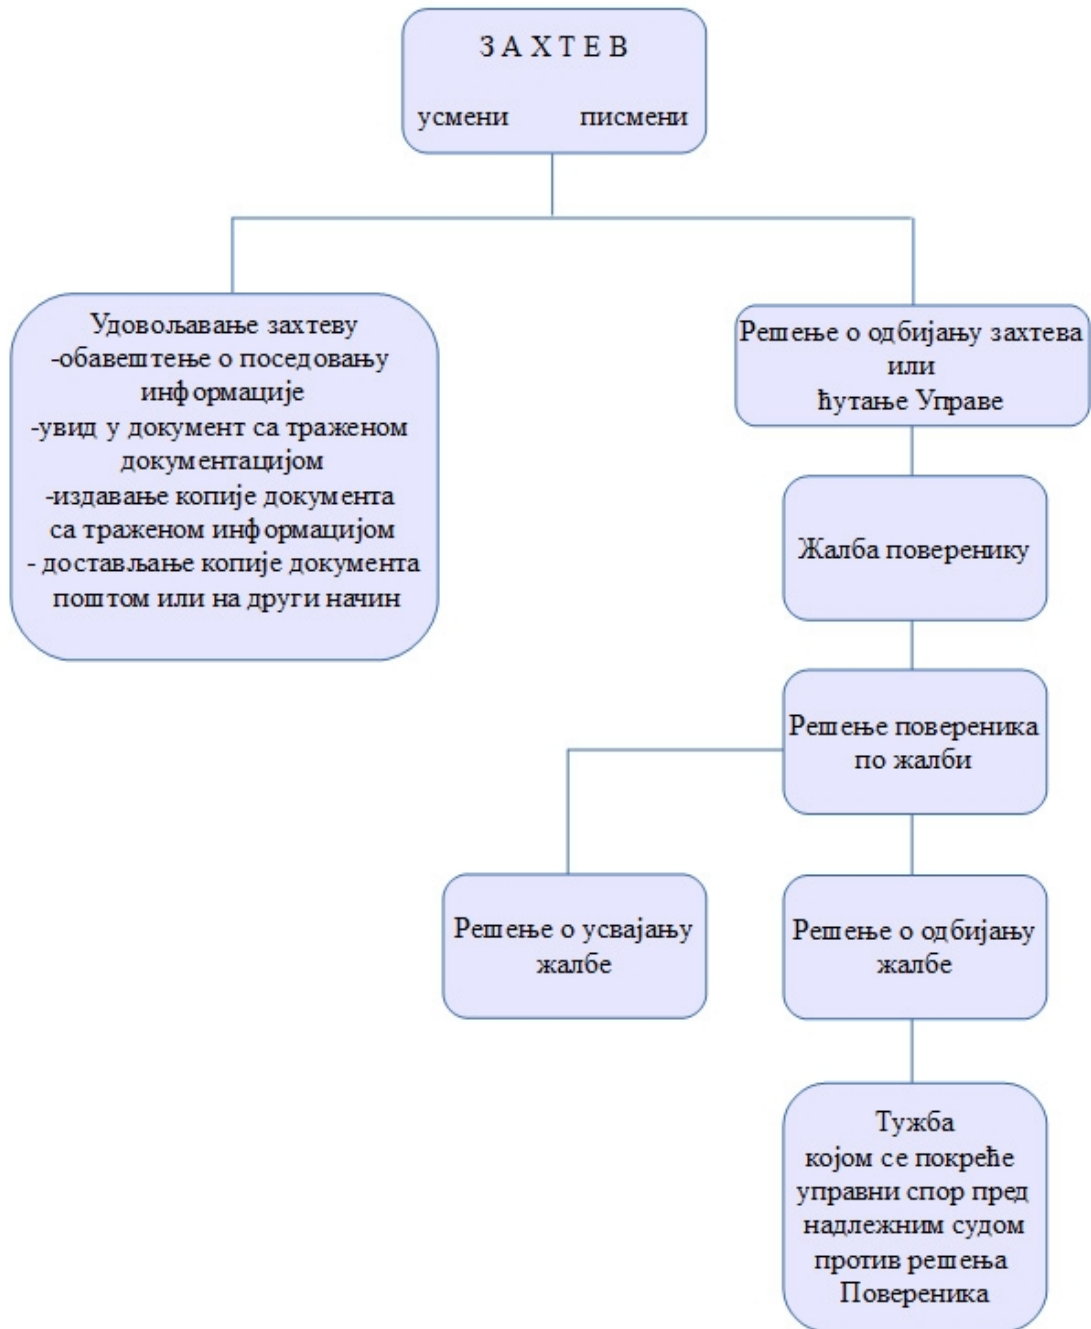 З А Х Т Е В
усмени писмени
Удовољавање захтеву
-обавештење о поседовању
информације
-увид у документ са траженом
документацијом
-издавање копије документа
са траженом информацијом
- достављање копије документа
поштом или на други начин
Решење о одбијању захтева
или
ћутање Управе
Жалба поверенику
Решење повереника
по жалби
Решење о усвајању
жалбе
Решење о одбијању
жалбе
Тужба
којом се покреће
управни спор пред
надлежним судом
против решења
Повереника